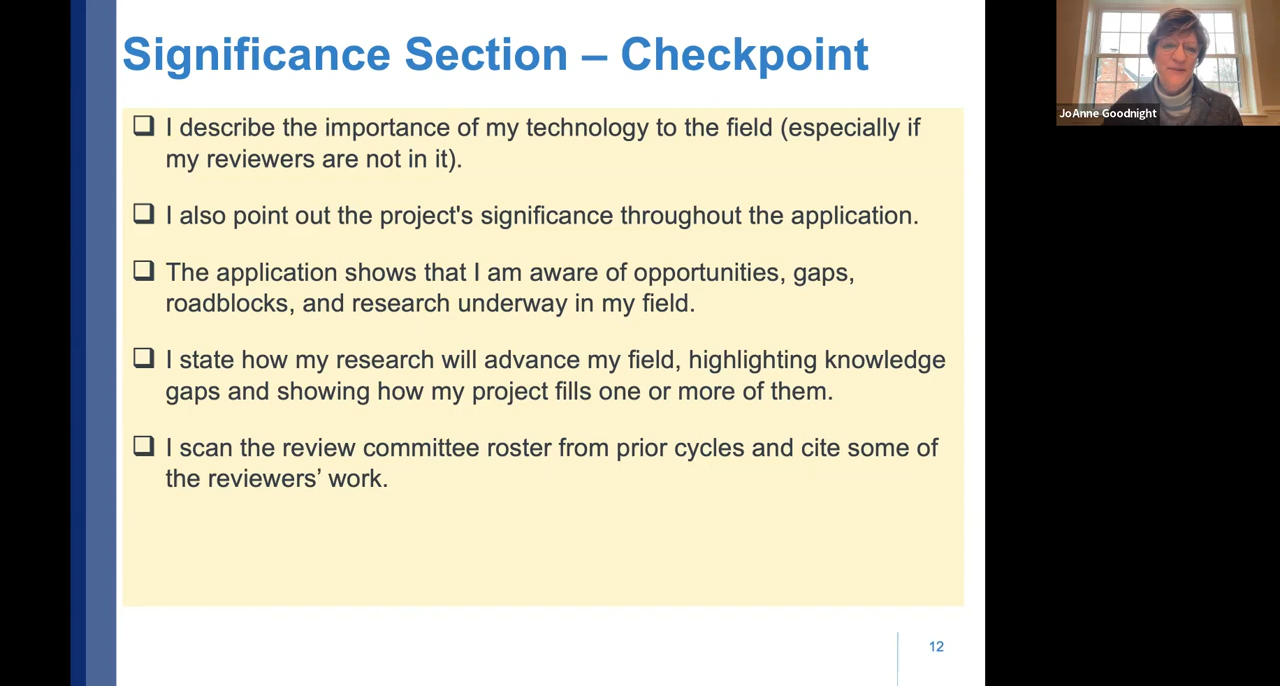 Significance Section – Checkpoint
❑ I describe the importance of my technology to the field (especially if
my reviewers are not in it).
❑ I also point out the project's significance throughout the application.
❑ The application shows that I am aware of opportunities, gaps,
roadblocks, and research underway in my field.
❑ I state how my research will advance my field, highlighting knowledge
gaps and showing how my project fills one or more of them.
❑ I scan the review committee roster from prior cycles and cite some of
the reviewers’ work.
12
JoAnne Goodnight